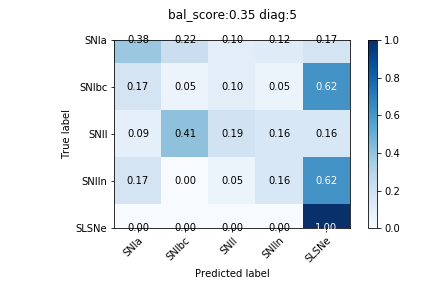 bal_score:0.35 diag:5
SNIa 0.38 0.22 0.10 0.12 0.17
SNIbc 0.17 0.05 0.10 0.05 0.62
SNII 0.09 0.41 0.19 0.16 0.16
SNIIn 0.17 0.00 0.05 0.16 0.62
SLSNe 0.00 0.00 0.00 0.00 1.00
SNIa SNIbc SNII SNIIn SLSNe
True label
Predicted label
1.0
0.8
0.6
0.4
0.2
0.0